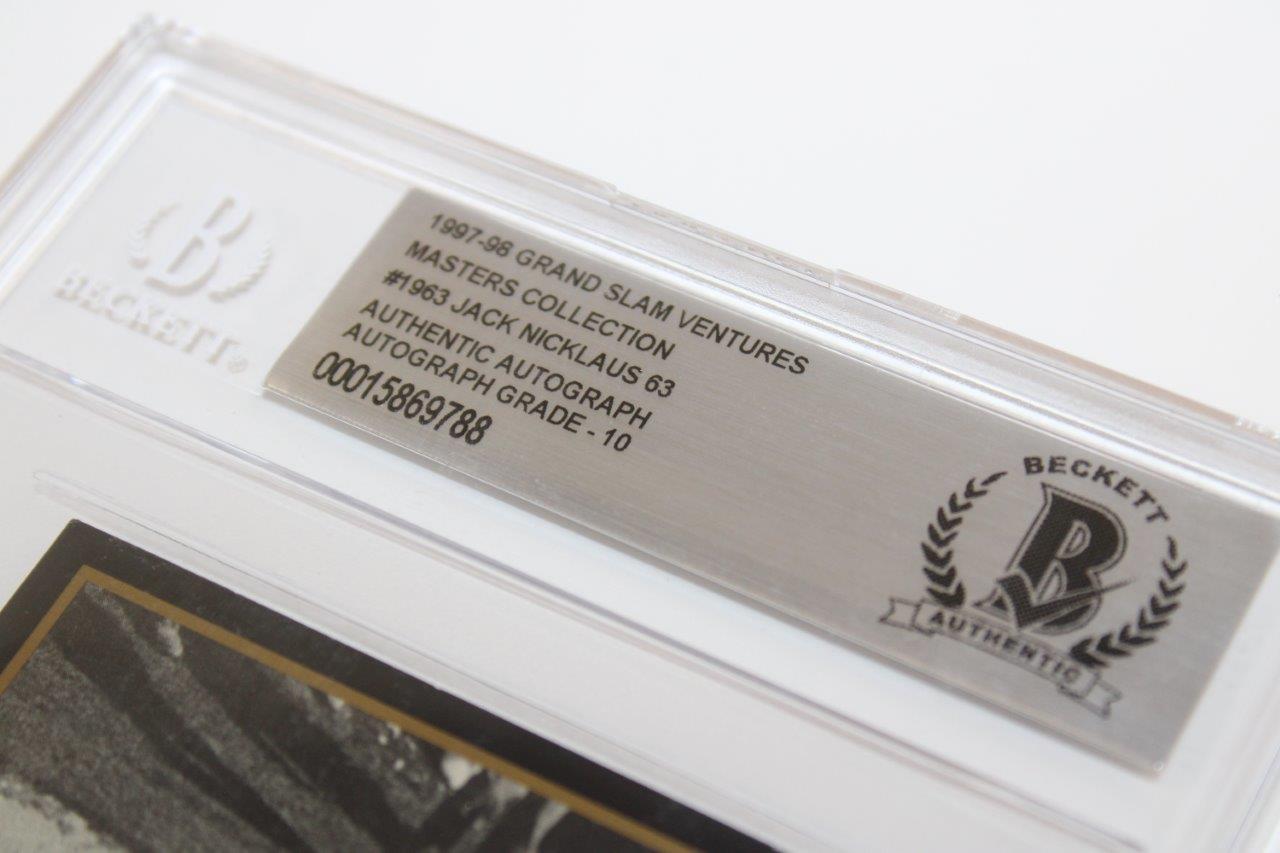 B
BECKETT®
1997-98 GRAND SLAM VENTURES
MASTERS COLLECTION
#1963 JACK NICKLAUS 63
AUTHENTIC AUTOGRAPH
AUTOGRAPH GRADE - 10
00015869788
BECKETT
B
AUTHENTIC